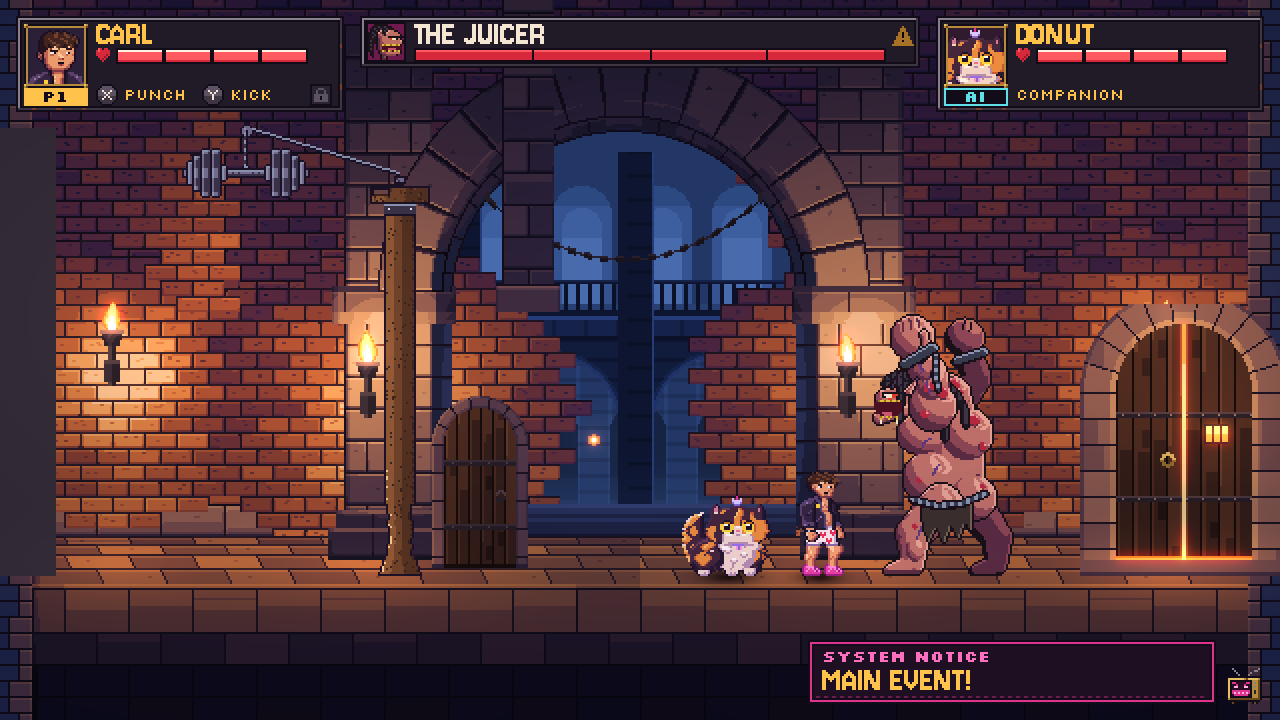 CARL
P1
X PUNCH Y KICK
THE JUICER
DONUT
AI
COMPANION
SYSTEM NOTICE
MAIN EVENT!